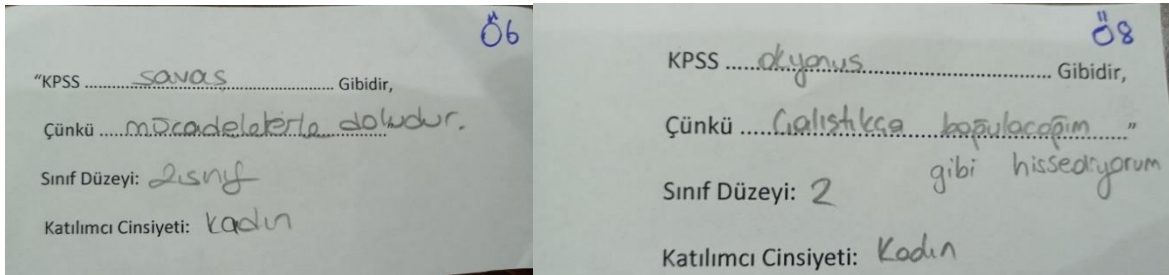 Ö6
"KPSS ........savaş........ Gibidir,
Çünkü ....mücadelelerle doludur.
Sınıf Düzeyi: 2.sınıf
Katılımcı Cinsiyeti: Kadın
Ö8
KPSS ......okyanus........ Gibidir,
Çünkü ....Çalıştıkça boğulacağım ......"
gibi hissediyorum
Sınıf Düzeyi: 2
Katılımcı Cinsiyeti: Kadın